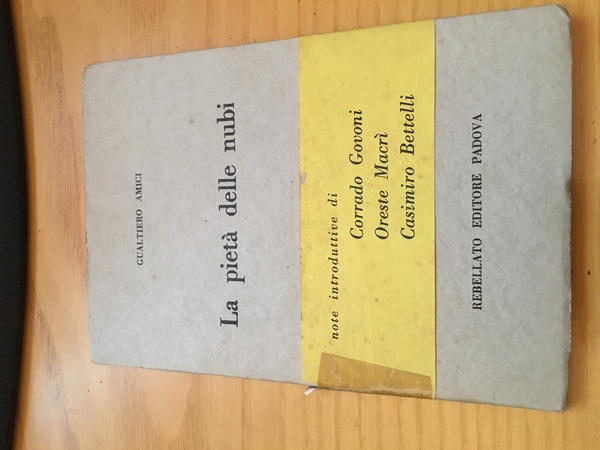 GUALTIERO AMICI
La pietà delle nubi
note introduttive di
Corrado Govoni
Oreste Macrì
Casimiro Bettelli
REBELLATO EDITORE PADOVA